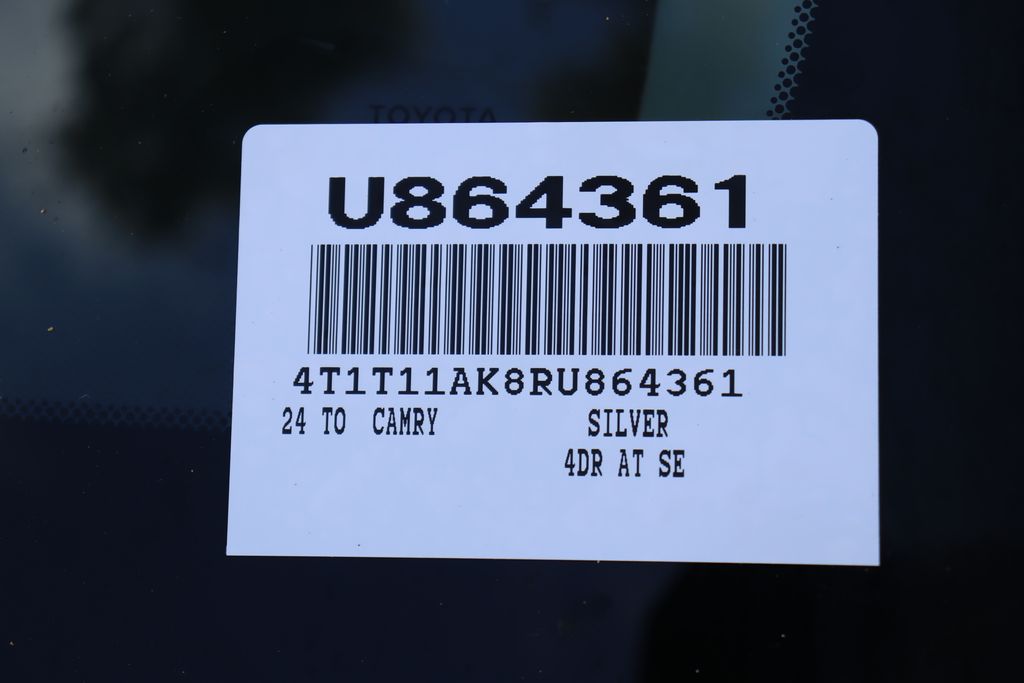 TOYOTA
U864361
4T1T11AK8RU864361
24 TO CAMRY SILVER
4DR AT SE